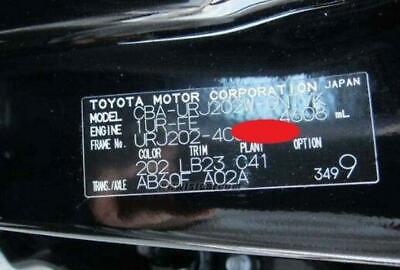 TOYOTA MOTOR CORPORATION JAPAN
MODEL CBA-URJ202W-
ENGINE 1UR-FE 4608 mL
FRAME No. URJ202-40
COLOR TRIM PLANT OPTION
202 LB23 C41
TRANS./AXLE AB60F A02A 3499